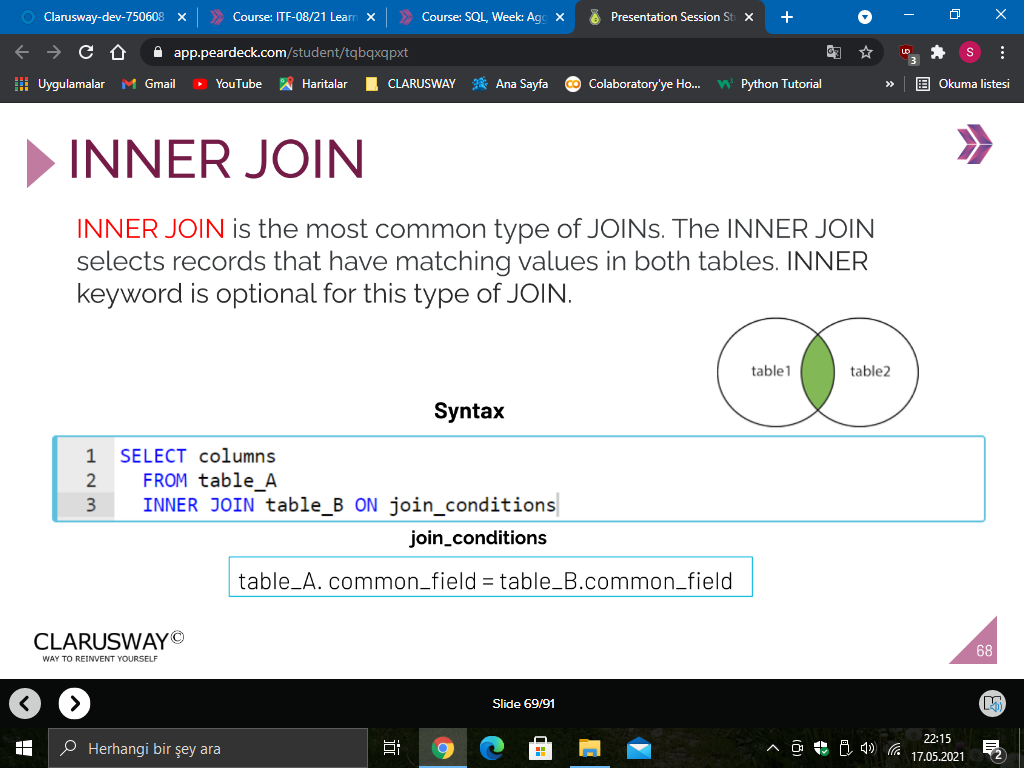 Clarusway-dev-750608
Course: ITF-08/21 Learn
Course: SQL, Week: Agg
Presentation Session St
app.peardeck.com/student/tqbqxqpxt
3
S
Uygulamalar
Gmail
YouTube
Haritalar
CLARUSWAY
Ana Sayfa
Colaboratory'ye Ho...
Python Tutorial
»
Okuma listesi
INNER JOIN
INNER JOIN is the most common type of JOINs. The INNER JOIN
selects records that have matching values in both tables. INNER
keyword is optional for this type of JOIN.
table1
table2
Syntax
1 SELECT columns
2 FROM table_A
3 INNER JOIN table_B ON join_conditions
join_conditions
table_A. common_field = table_B.common_field
CLARUSWAY©
WAY TO REINVENT YOURSELF
68
Slide 69/91
Herhangi bir şey ara
22:15
17.05.2021
2